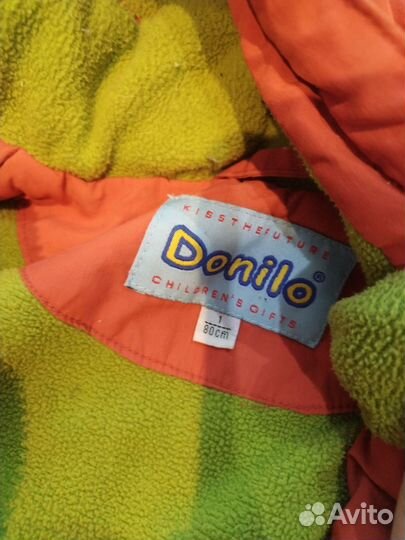 KISSTHEFUTURE
Donilo®
CHILDREN'S GIFTS
1
80cm
Avito